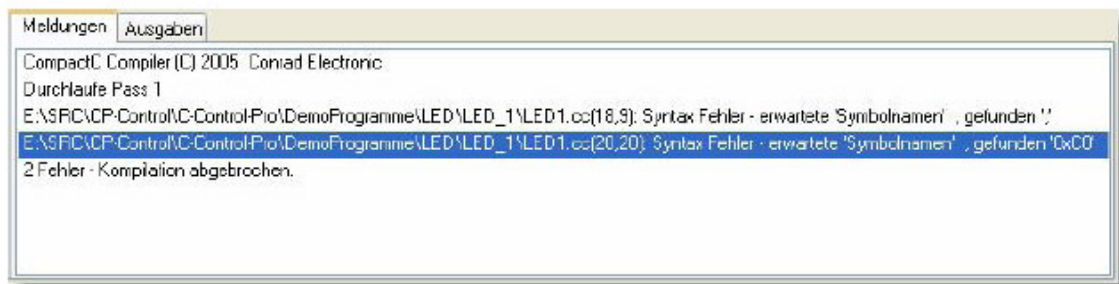 Meldungen Ausgaben
CompactC Compiler (C) 2005 Conrad Electronic
Durchlaufe Pass 1
E:\SRC\CP-Control\C-Control-Pro\DemoProgramme\LED\LED_1\LED1.cc(18,9): Syntax Fehler - erwartete 'Symbolnamen' , gefunden ';'
E:\SRC\CP-Control\C-Control-Pro\DemoProgramme\LED\LED_1\LED1.cc(20,20): Syntax Fehler - erwartete 'Symbolnamen' , gefunden '0xC0'
2 Fehler - Kompilation abgebrochen.